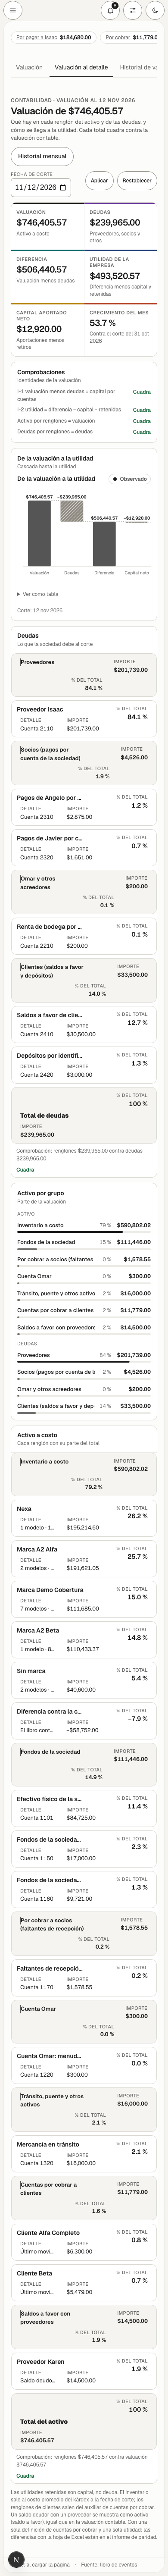 8
Por pagar a Isaac $184,680.00
Por cobrar $11,779.0
Valuación
Valuación al detalle
Historial de va
CONTABILIDAD · VALUACIÓN AL 12 NOV 2026
Valuación de $746,405.57
Qué hay en cada renglón del activo y de las deudas, y
cómo se llega a la utilidad. Cada total cuadra contra la
valuación contable.
Historial mensual
FECHA DE CORTE
11/12/2026
Aplicar
Restablecer
VALUACIÓN
$746,405.57
Activo a costo
DEUDAS
$239,965.00
Proveedores, socios y
otros
DIFERENCIA
$506,440.57
Valuación menos deudas
UTILIDAD DE LA
EMPRESA
$493,520.57
Diferencia menos capital y
retenidas
CAPITAL APORTADO
NETO
$12,920.00
Aportaciones menos
retiros
CRECIMIENTO DEL MES
53.7 %
Contra el corte del 31 oct
2026
Comprobaciones
Identidades de la valuación
I-1 valuación menos deudas = capital por
cuentas
Cuadra
I-2 utilidad = diferencia − capital − retenidas
Cuadra
Activo por renglones = valuación
Cuadra
Deudas por renglones = deudas
Cuadra
De la valuación a la utilidad
Cascada hasta la utilidad
De la valuación a la utilidad
Observado
$746,405.57
−$239,965.00
$506,440.57
−$12,920.00
Valuación
Deudas
Diferencia
Capital neto
Ver como tabla
Corte: 12 nov 2026
Deudas
Lo que la sociedad debe al corte
Proveedores
IMPORTE
$201,739.00
% DEL TOTAL
84.1 %
Proveedor Isaac
% DEL TOTAL
84.1 %
DETALLE
Cuenta 2110
IMPORTE
$201,739.00
Socios (pagos por
cuenta de la sociedad)
IMPORTE
$4,526.00
% DEL TOTAL
1.9 %
Pagos de Angelo por ...
% DEL TOTAL
1.2 %
DETALLE
Cuenta 2310
IMPORTE
$2,875.00
Pagos de Javier por c...
% DEL TOTAL
0.7 %
DETALLE
Cuenta 2320
IMPORTE
$1,651.00
Omar y otros
acreedores
IMPORTE
$200.00
% DEL TOTAL
0.1 %
Renta de bodega por ...
% DEL TOTAL
0.1 %
DETALLE
Cuenta 2210
IMPORTE
$200.00
Clientes (saldos a favor
y depósitos)
IMPORTE
$33,500.00
% DEL TOTAL
14.0 %
Saldos a favor de clie...
% DEL TOTAL
12.7 %
DETALLE
Cuenta 2410
IMPORTE
$30,500.00
Depósitos por identifi...
% DEL TOTAL
1.3 %
DETALLE
Cuenta 2420
IMPORTE
$3,000.00
% DEL TOTAL
100 %
Total de deudas
IMPORTE
$239,965.00
Comprobación: renglones $239,965.00 contra deudas
$239,965.00
Cuadra
Activo por grupo
Parte de la valuación
ACTIVO
Inventario a costo 79 % $590,802.02
Fondos de la sociedad 15 % $111,446.00
Por cobrar a socios (faltantes 0 % $1,578.55
Cuenta Omar 0 % $300.00
Tránsito, puente y otros activo 2 % $16,000.00
Cuentas por cobrar a clientes 2 % $11,779.00
Saldos a favor con proveedore 2 % $14,500.00
DEUDAS
Proveedores 84 % $201,739.00
Socios (pagos por cuenta de l 2 % $4,526.00
Omar y otros acreedores 0 % $200.00
Clientes (saldos a favor y dep 14 % $33,500.00
Activo a costo
Cada renglón con su parte del total
Inventario a costo
IMPORTE
$590,802.02
% DEL TOTAL
79.2 %
Nexa
% DEL TOTAL
26.2 %
DETALLE
1 modelo · 1...
IMPORTE
$195,214.60
Marca A2 Alfa
% DEL TOTAL
25.7 %
DETALLE
2 modelos · ...
IMPORTE
$191,621.05
Marca Demo Cobertura
% DEL TOTAL
15.0 %
DETALLE
7 modelos · ...
IMPORTE
$111,685.00
Marca A2 Beta
% DEL TOTAL
14.8 %
DETALLE
1 modelo · 8...
IMPORTE
$110,433.37
Sin marca
% DEL TOTAL
5.4 %
DETALLE
2 modelos · ...
IMPORTE
$40,600.00
Diferencia contra la c...
% DEL TOTAL
−7.9 %
DETALLE
El libro cont...
IMPORTE
−$58,752.00
Fondos de la sociedad
IMPORTE
$111,446.00
% DEL TOTAL
14.9 %
Efectivo físico de la s...
% DEL TOTAL
11.4 %
DETALLE
Cuenta 1101
IMPORTE
$84,725.00
Fondos de la socieda...
% DEL TOTAL
2.3 %
DETALLE
Cuenta 1150
IMPORTE
$17,000.00
Fondos de la socieda...
% DEL TOTAL
1.3 %
DETALLE
Cuenta 1160
IMPORTE
$9,721.00
Por cobrar a socios
(faltantes de recepción)
IMPORTE
$1,578.55
% DEL TOTAL
0.2 %
Faltantes de recepció...
% DEL TOTAL
0.2 %
DETALLE
Cuenta 1170
IMPORTE
$1,578.55
Cuenta Omar
IMPORTE
$300.00
% DEL TOTAL
0.0 %
Cuenta Omar: menud...
% DEL TOTAL
0.0 %
DETALLE
Cuenta 1220
IMPORTE
$300.00
Tránsito, puente y otros
activos
IMPORTE
$16,000.00
% DEL TOTAL
2.1 %
Mercancía en tránsito
% DEL TOTAL
2.1 %
DETALLE
Cuenta 1320
IMPORTE
$16,000.00
Cuentas por cobrar a
clientes
IMPORTE
$11,779.00
% DEL TOTAL
1.6 %
Cliente Alfa Completo
% DEL TOTAL
0.8 %
DETALLE
Último movi...
IMPORTE
$6,300.00
Cliente Beta
% DEL TOTAL
0.7 %
DETALLE
Último movi...
IMPORTE
$5,479.00
Saldos a favor con
proveedores
IMPORTE
$14,500.00
% DEL TOTAL
1.9 %
Proveedor Karen
% DEL TOTAL
1.9 %
DETALLE
Saldo deudo...
IMPORTE
$14,500.00
% DEL TOTAL
100 %
Total del activo
IMPORTE
$746,405.57
Comprobación: renglones $746,405.57 contra valuación
$746,405.57
Cuadra
Las utilidades retenidas son capital, no deuda. El inventario
sale al costo promedio del kárdex a la fecha de corte; los
renglones de clientes salen del auxiliar de cuentas por cobrar.
Un saldo deudor con un proveedor se muestra como activo
(saldo a favor), igual que en la valuación contable. Con una
sola definición de cuentas por cobrar y una sola utilidad: las
diferencias con la hoja de Excel están en el informe de paridad.
N
al cargar la página · Fuente: libro de eventos